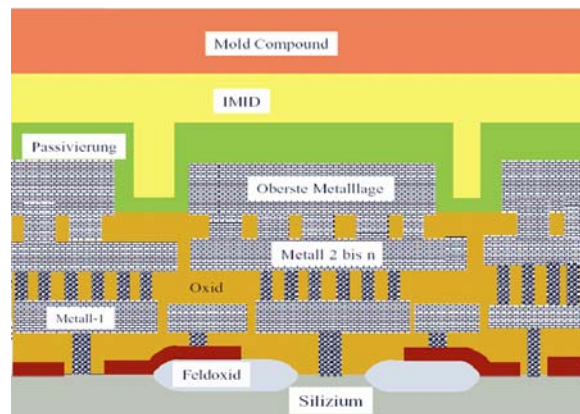 Mold Compound
IMID
Passivierung
Oberste Metalllage
Metall 2 bis n
Oxid
Metall-1
Feldoxid
Silizium